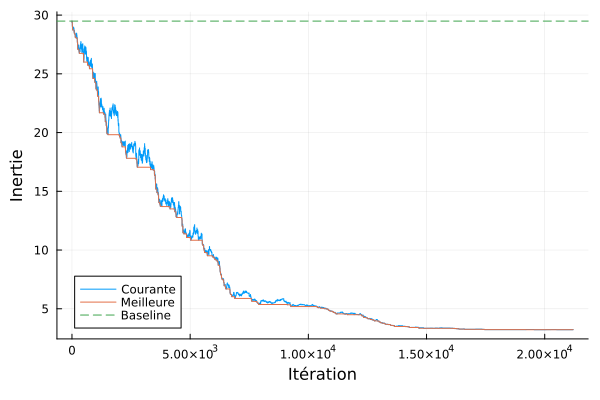 Inertie
30
25
20
15
10
5
Courante
Meilleure
Baseline
0
5.00×10³
1.00×10⁴
1.50×10⁴
2.00×10⁴
Itération